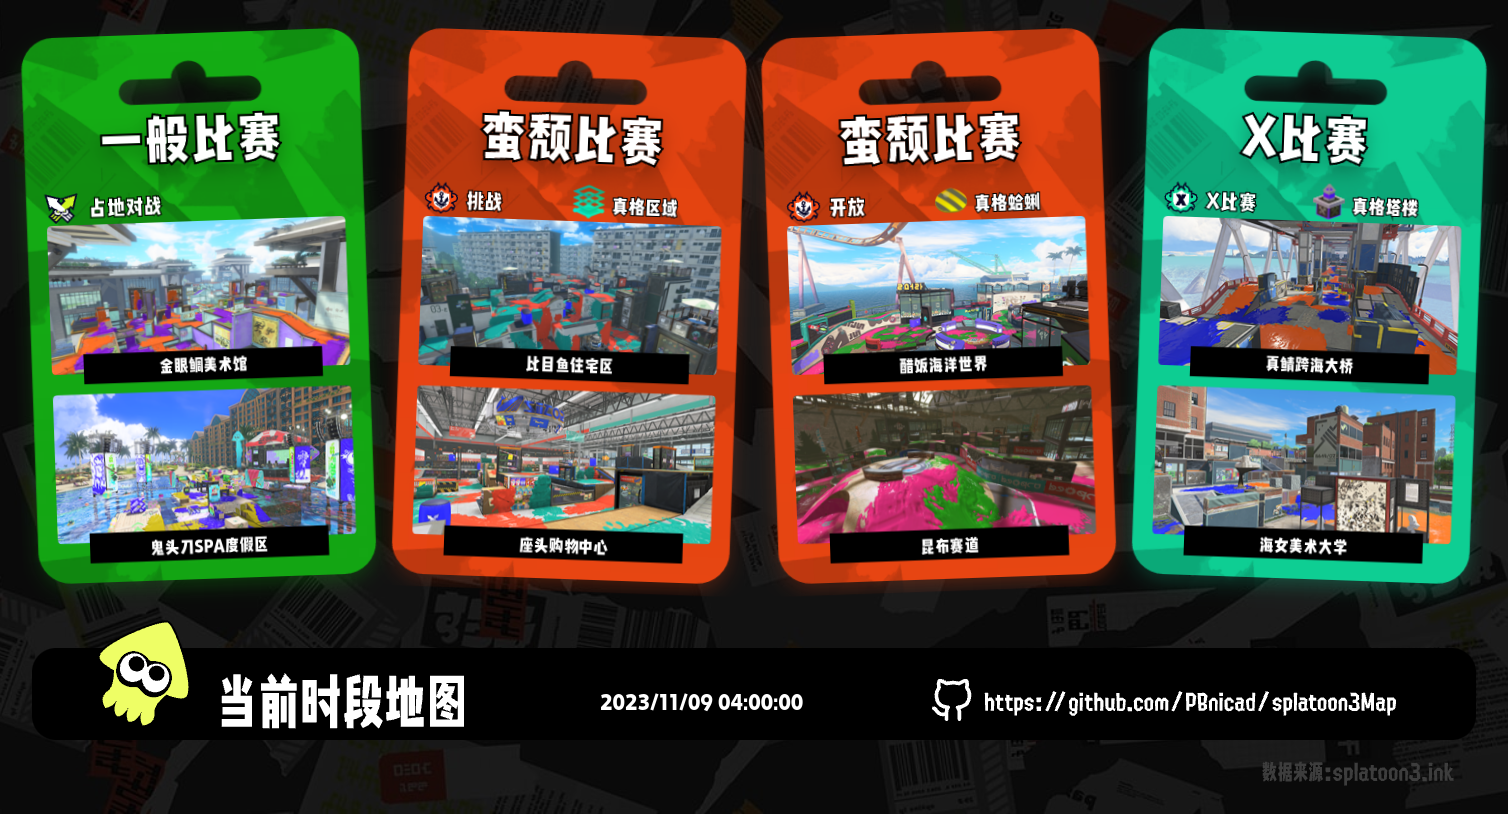 一般比赛
占地对战
金眼鲷美术馆
鬼头刀SPA度假区
蛮颓比赛
挑战
真格区域
比目鱼住宅区
座头购物中心
蛮颓比赛
开放
真格蛤蜊
醋饭海洋世界
昆布赛道
X比赛
X比赛
真格塔楼
真鲭跨海大桥
海女美术大学
当前时段地图
2023/11/09 04:00:00
https://github.com/PBnicad/splatoon3Map
数据来源:splatoon3.ink